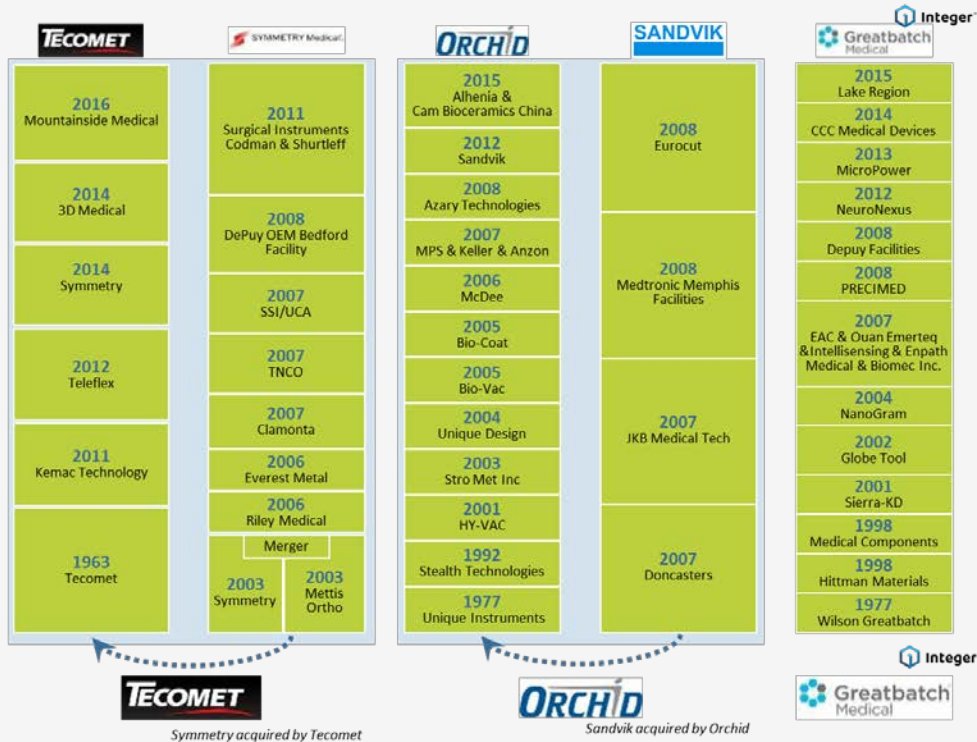 Integer
TECOMET
SYMMETRY Medical
ORCHID
SANDVIK
Greatbatch
Medical
2016
Mountainside Medical
2014
3D Medical
2014
Symmetry
2012
Teleflex
2011
Kemac Technology
1963
Tecomet
2011
Surgical Instruments
Codman & Shurtleff
2008
DePuy OEM Bedford
Facility
2007
SSI/UCA
2007
TNCO
2007
Clamonta
2006
Everest Metal
2006
Riley Medical
Merger
2003
Symmetry
2003
Mettis
Ortho
2015
Alhenia &
Cam Bioceramics China
2012
Sandvik
2008
Azary Technologies
2007
MPS & Keller & Anzon
2006
McDee
2005
Bio-Coat
2005
Bio-Vac
2004
Unique Design
2003
Stro Met Inc
2001
HY-VAC
1992
Stealth Technologies
1977
Unique Instruments
2008
Eurocut
2008
Medtronic Memphis
Facilities
2007
JKB Medical Tech
2007
Doncasters
2015
Lake Region
2014
CCC Medical Devices
2013
MicroPower
2012
NeuroNexus
2008
Depuy Facilities
2008
PRECIMED
2007
EAC & Ouan Emerteq
&Intellisensing & Enpath
Medical & Biomec Inc.
2004
NanoGram
2002
Globe Tool
2001
Sierra-KD
1998
Medical Components
1998
Hittman Materials
1977
Wilson Greatbatch
Integer
TECOMET
Symmetry acquired by Tecomet
ORCHID
Sandvik acquired by Orchid
Greatbatch
Medical